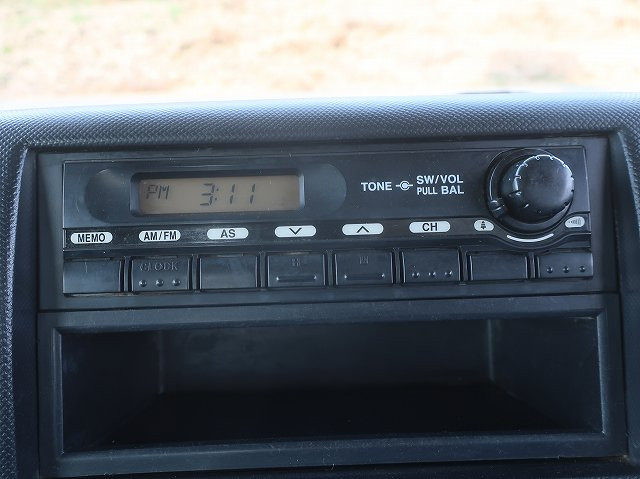 PM 3:11
TONE SW/VOL
PULL BAL
MEMO AM/FM AS CH
CLOCK
H M